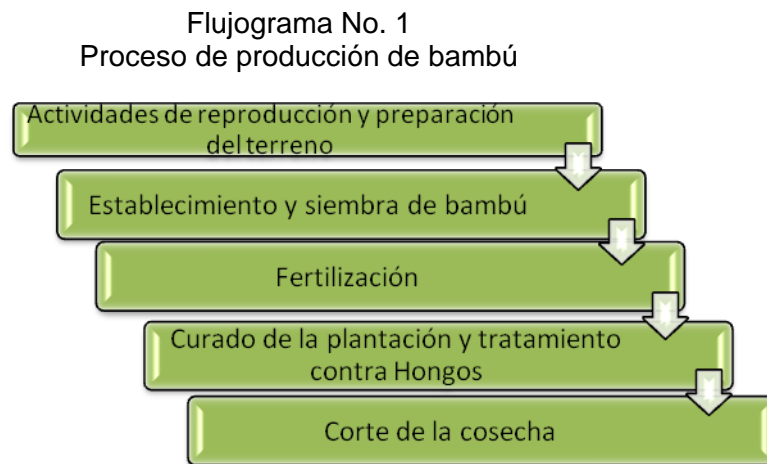 Flujograma No. 1
Proceso de producción de bambú
Actividades de reproducción y preparación
del terreno
Establecimiento y siembra de bambú
Fertilización
Curado de la plantación y tratamiento
contra Hongos
Corte de la cosecha